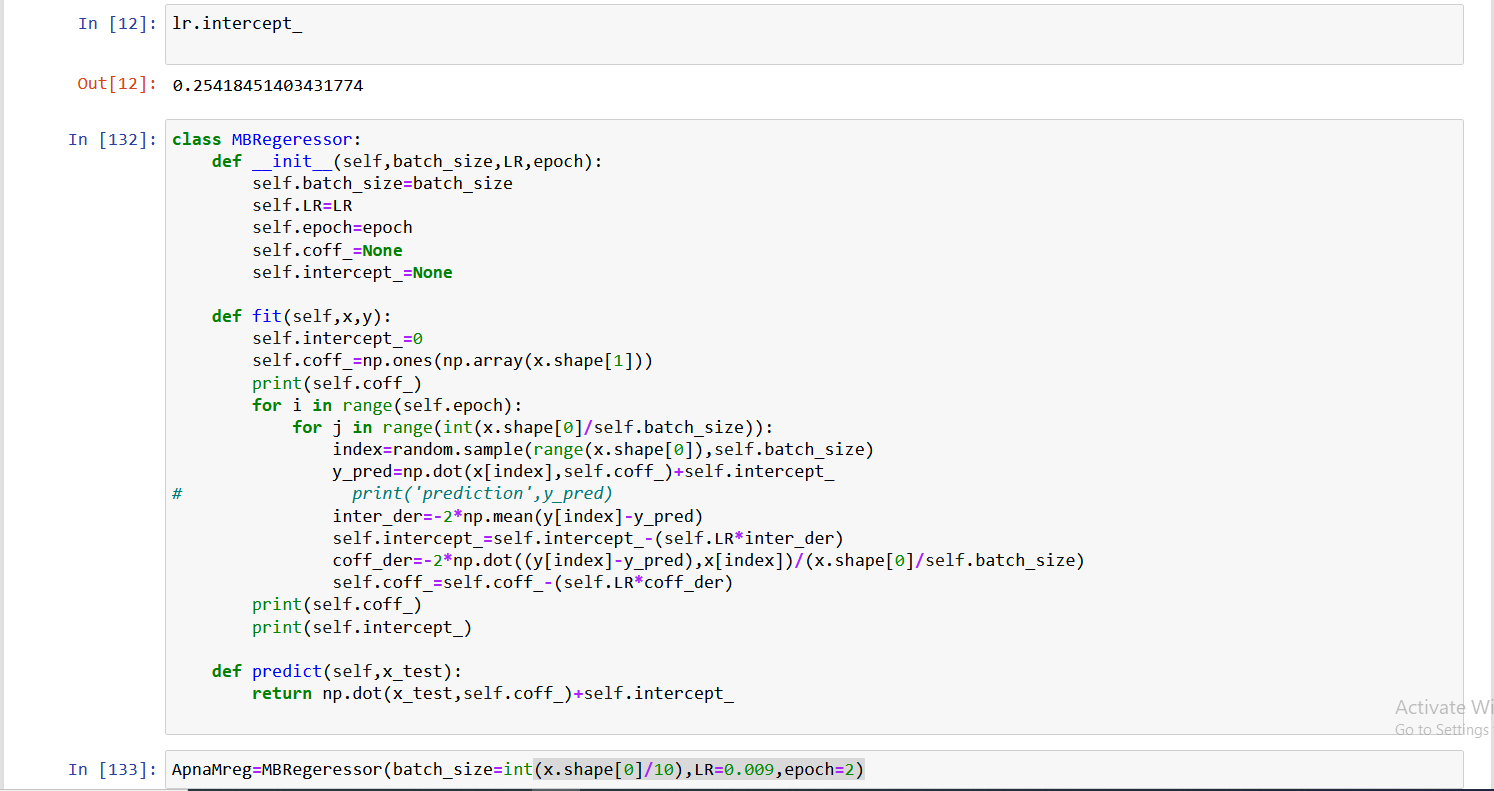 In [12]: lr.intercept_
Out[12]: 0.25418451403431774
In [132]: class MBRegeressor:
    def __init__(self,batch_size,LR,epoch):
        self.batch_size=batch_size
        self.LR=LR
        self.epoch=epoch
        self.coff_=None
        self.intercept_=None
    def fit(self,x,y):
        self.intercept_=0
        self.coff_=np.ones(np.array(x.shape[1]))
        print(self.coff_)
        for i in range(self.epoch):
            for j in range(int(x.shape[0]/self.batch_size)):
                index=random.sample(range(x.shape[0]),self.batch_size)
                y_pred=np.dot(x[index],self.coff_)+self.intercept_
#                 print('prediction',y_pred)
                inter_der=-2*np.mean(y[index]-y_pred)
                self.intercept_=self.intercept_-(self.LR*inter_der)
                coff_der=-2*np.dot((y[index]-y_pred),x[index])/(x.shape[0]/self.batch_size)
                self.coff_=self.coff_-(self.LR*coff_der)
        print(self.coff_)
        print(self.intercept_)
    def predict(self,x_test):
        return np.dot(x_test,self.coff_)+self.intercept_
Activate Wi
Go to Settings
In [133]: ApnaMreg=MBRegeressor(batch_size=int(x.shape[0]/10),LR=0.009,epoch=2)